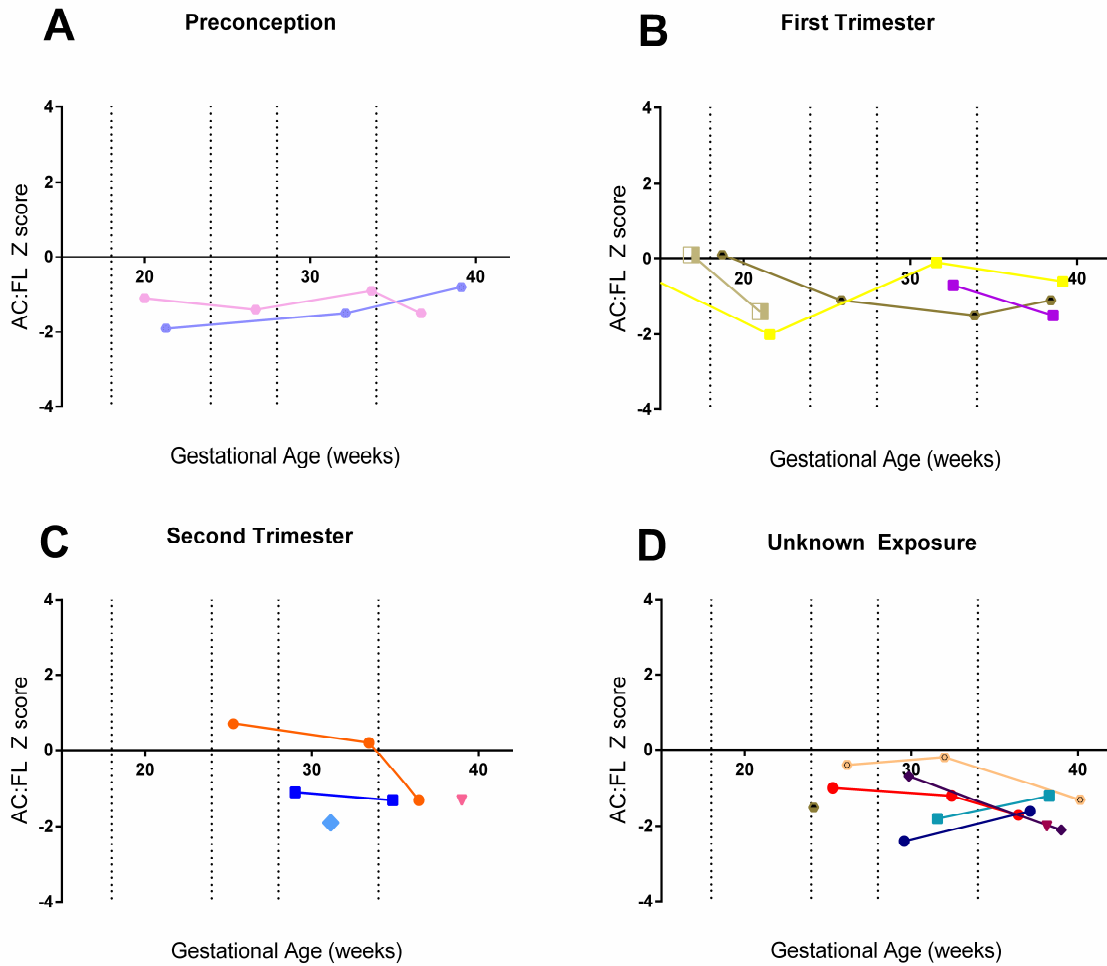 A Preconception
4
2
0
-2
-4
20 30 40
AC:FL Z score
Gestational Age (weeks)
B First Trimester
4
2
0
-2
-4
20 30 40
AC:FL Z score
Gestational Age (weeks)
C Second Trimester
4
2
0
-2
-4
20 30 40
AC:FL Z score
Gestational Age (weeks)
D Unknown Exposure
4
2
0
-2
-4
20 30 40
AC:FL Z score
Gestational Age (weeks)